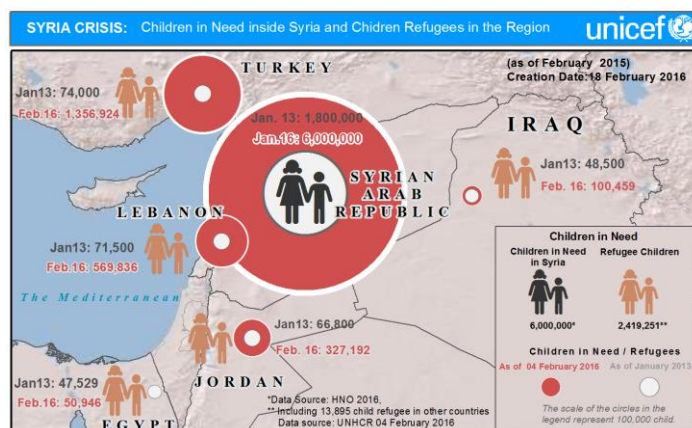 SYRIA CRISIS: Children in Need inside Syria and Chidren Refugees in the Region
unicef
(as of February 2015)
Creation Date:18 February 2016
TURKEY
Jan13: 74,000
Feb.16: 1,356,924
Jan. 13: 1,800,000
Jan.16: 6,000,000
SYRIAN
ARAB
REPUBLIC
IRAQ
Jan13: 48,500
Feb. 16: 100,459
LEBANON
Jan13: 71,500
Feb.16: 569,836
The Mediterranean
Jan13: 66,800
Feb. 16: 327,192
JORDAN
Jan13: 47,529
Feb.16: 50,946
EGYPT
Children in Need
Children in Need
in Syria
Refugee Children
6,000,000*
2,419,251**
Children in Need / Refugees
As of 04 February 2016
As of January 2013
The scale of the circles in the
legend represent 100,000 child.
*Data Source: HNO 2016,
** Including 13,895 child refugee in other countries
Data source: UNHCR 04 February 2016